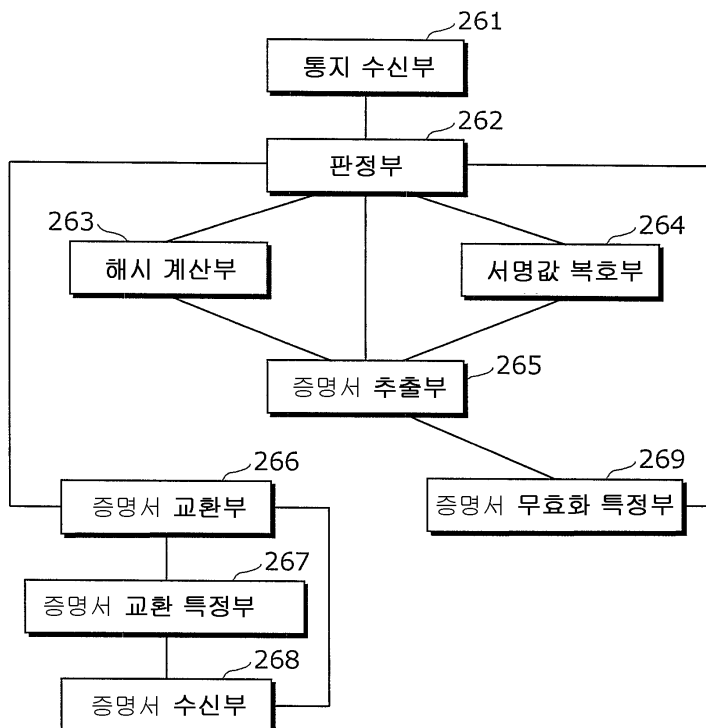 261
통지 수신부
262
판정부
263
해시 계산부
264
서명값 복호부
265
증명서 추출부
266
증명서 교환부
269
증명서 무효화 특정부
267
증명서 교환 특정부
268
증명서 수신부